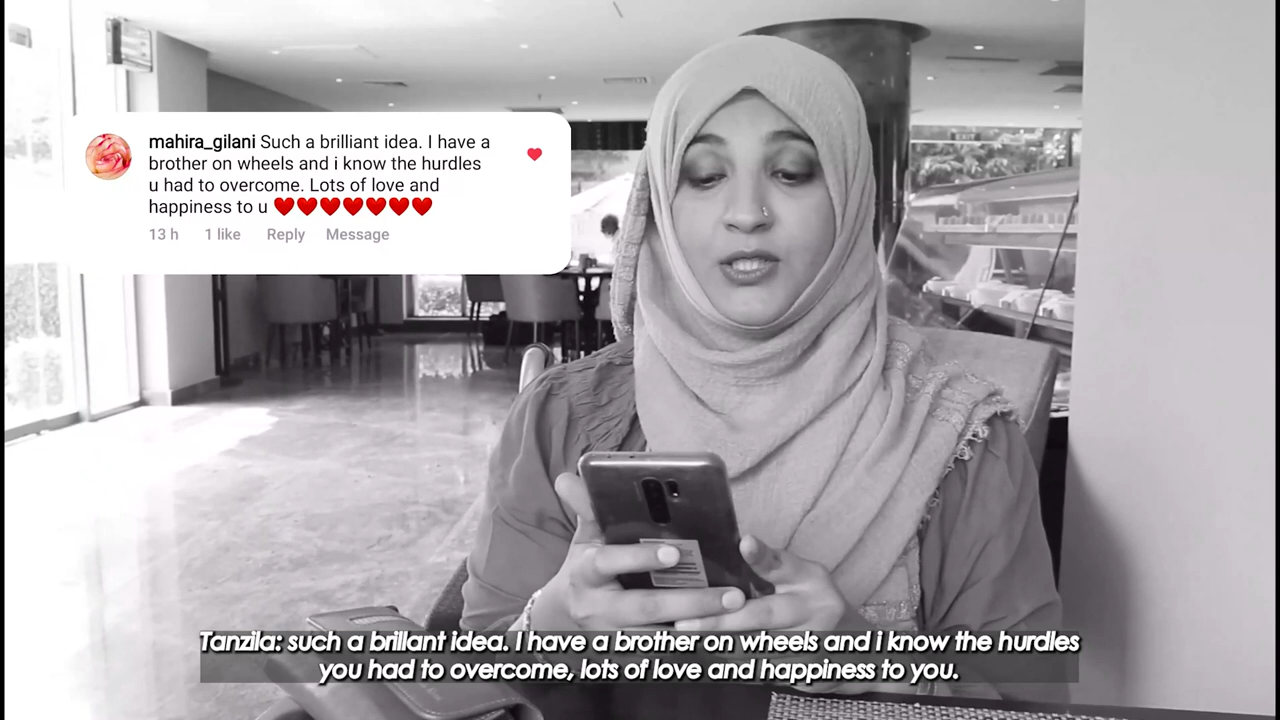 mahira_gilani Such a brilliant idea. I have a
brother on wheels and i know the hurdles
u had to overcome. Lots of love and
happiness to u ❤️❤️❤️❤️❤️❤️❤️
13 h 1 like Reply Message
Tanzila: such a brillant idea. I have a brother on wheels and i know the hurdles
you had to overcome, lots of love and happiness to you.